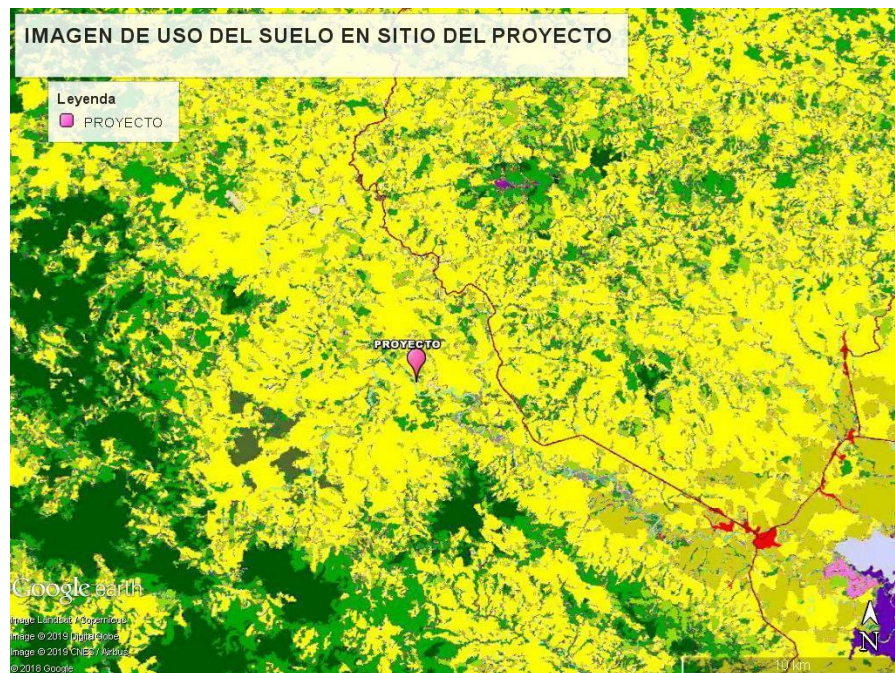 IMAGEN DE USO DEL SUELO EN SITIO DEL PROYECTO
Leyenda
PROYECTO
PROYECTO
Google earth
Image Landsat / Copernicus
Image © 2019 DigitalGlobe
Image © 2019 CNES / Airbus
© 2018 Google
N
10 km